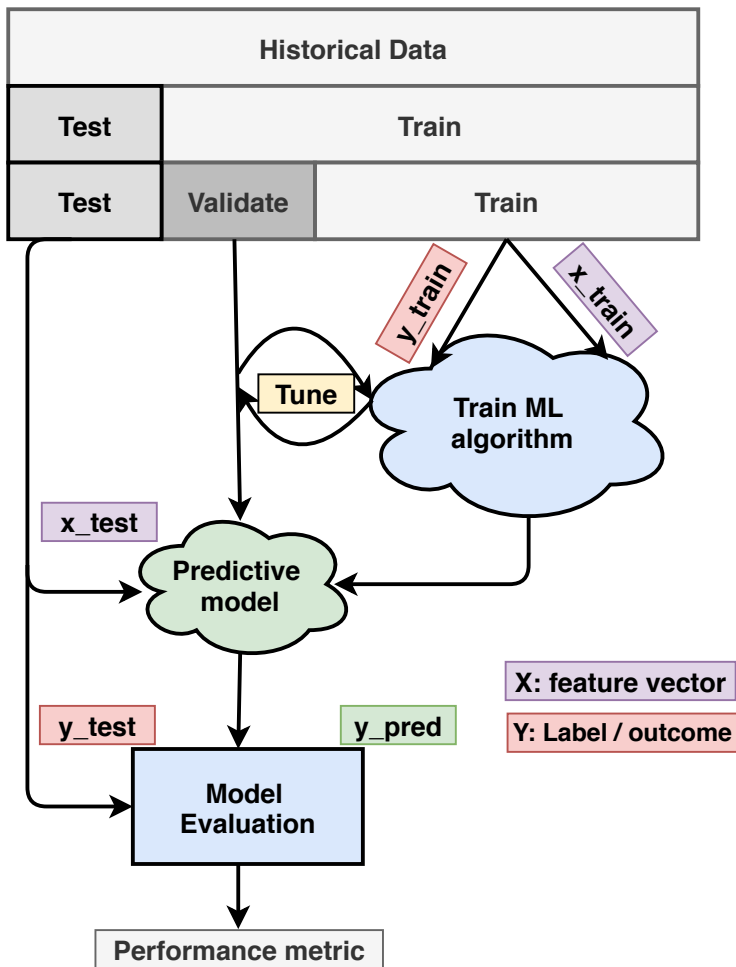 Historical Data
Test
Train
Test
Validate
Train
y_train
x_train
Tune
Train ML
algorithm
x_test
Predictive
model
X: feature vector
y_test
y_pred
Y: Label / outcome
Model
Evaluation
Performance metric